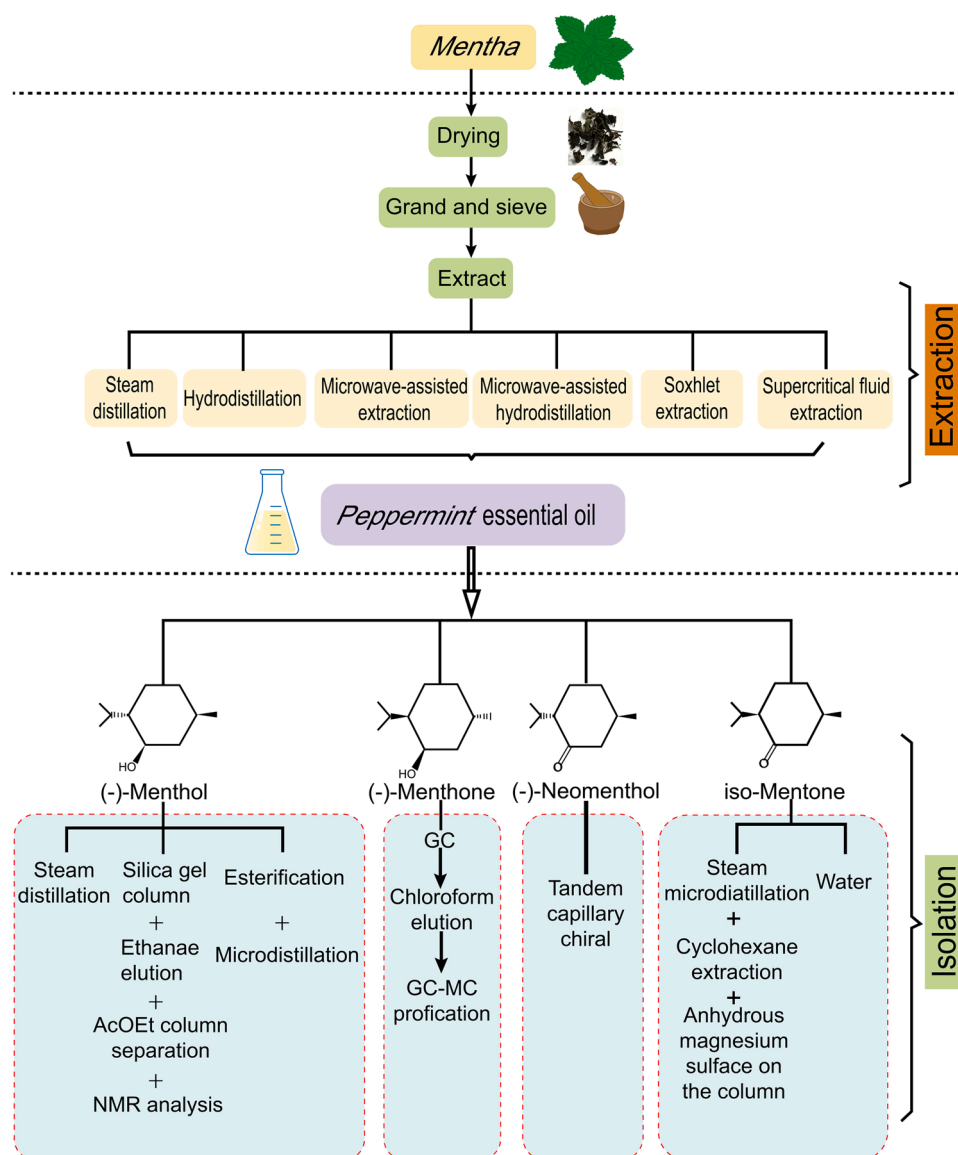 Mentha
Drying
Grand and sieve
Extract
Steam
distillation
Hydrodistillation
Microwave-assisted
extraction
Microwave-assisted
hydrodistillation
Soxhlet
extraction
Supercritical fluid
extraction
Extraction
Peppermint essential oil
HO
(-)-Menthol
HO
(-)-Menthone
O
(-)-Neomenthol
O
iso-Mentone
Steam
distillation
Silica gel
column
+
Ethanae
elution
+
AcOEt column
separation
+
NMR analysis
Esterification
+
Microdistillation
GC
Chloroform
elution
GC-MC
profication
Tandem
capillary
chiral
Steam
microdiatillation
+
Cyclohexane
extraction
+
Anhydrous
magnesium
sulface on
the column
Water
Isolation